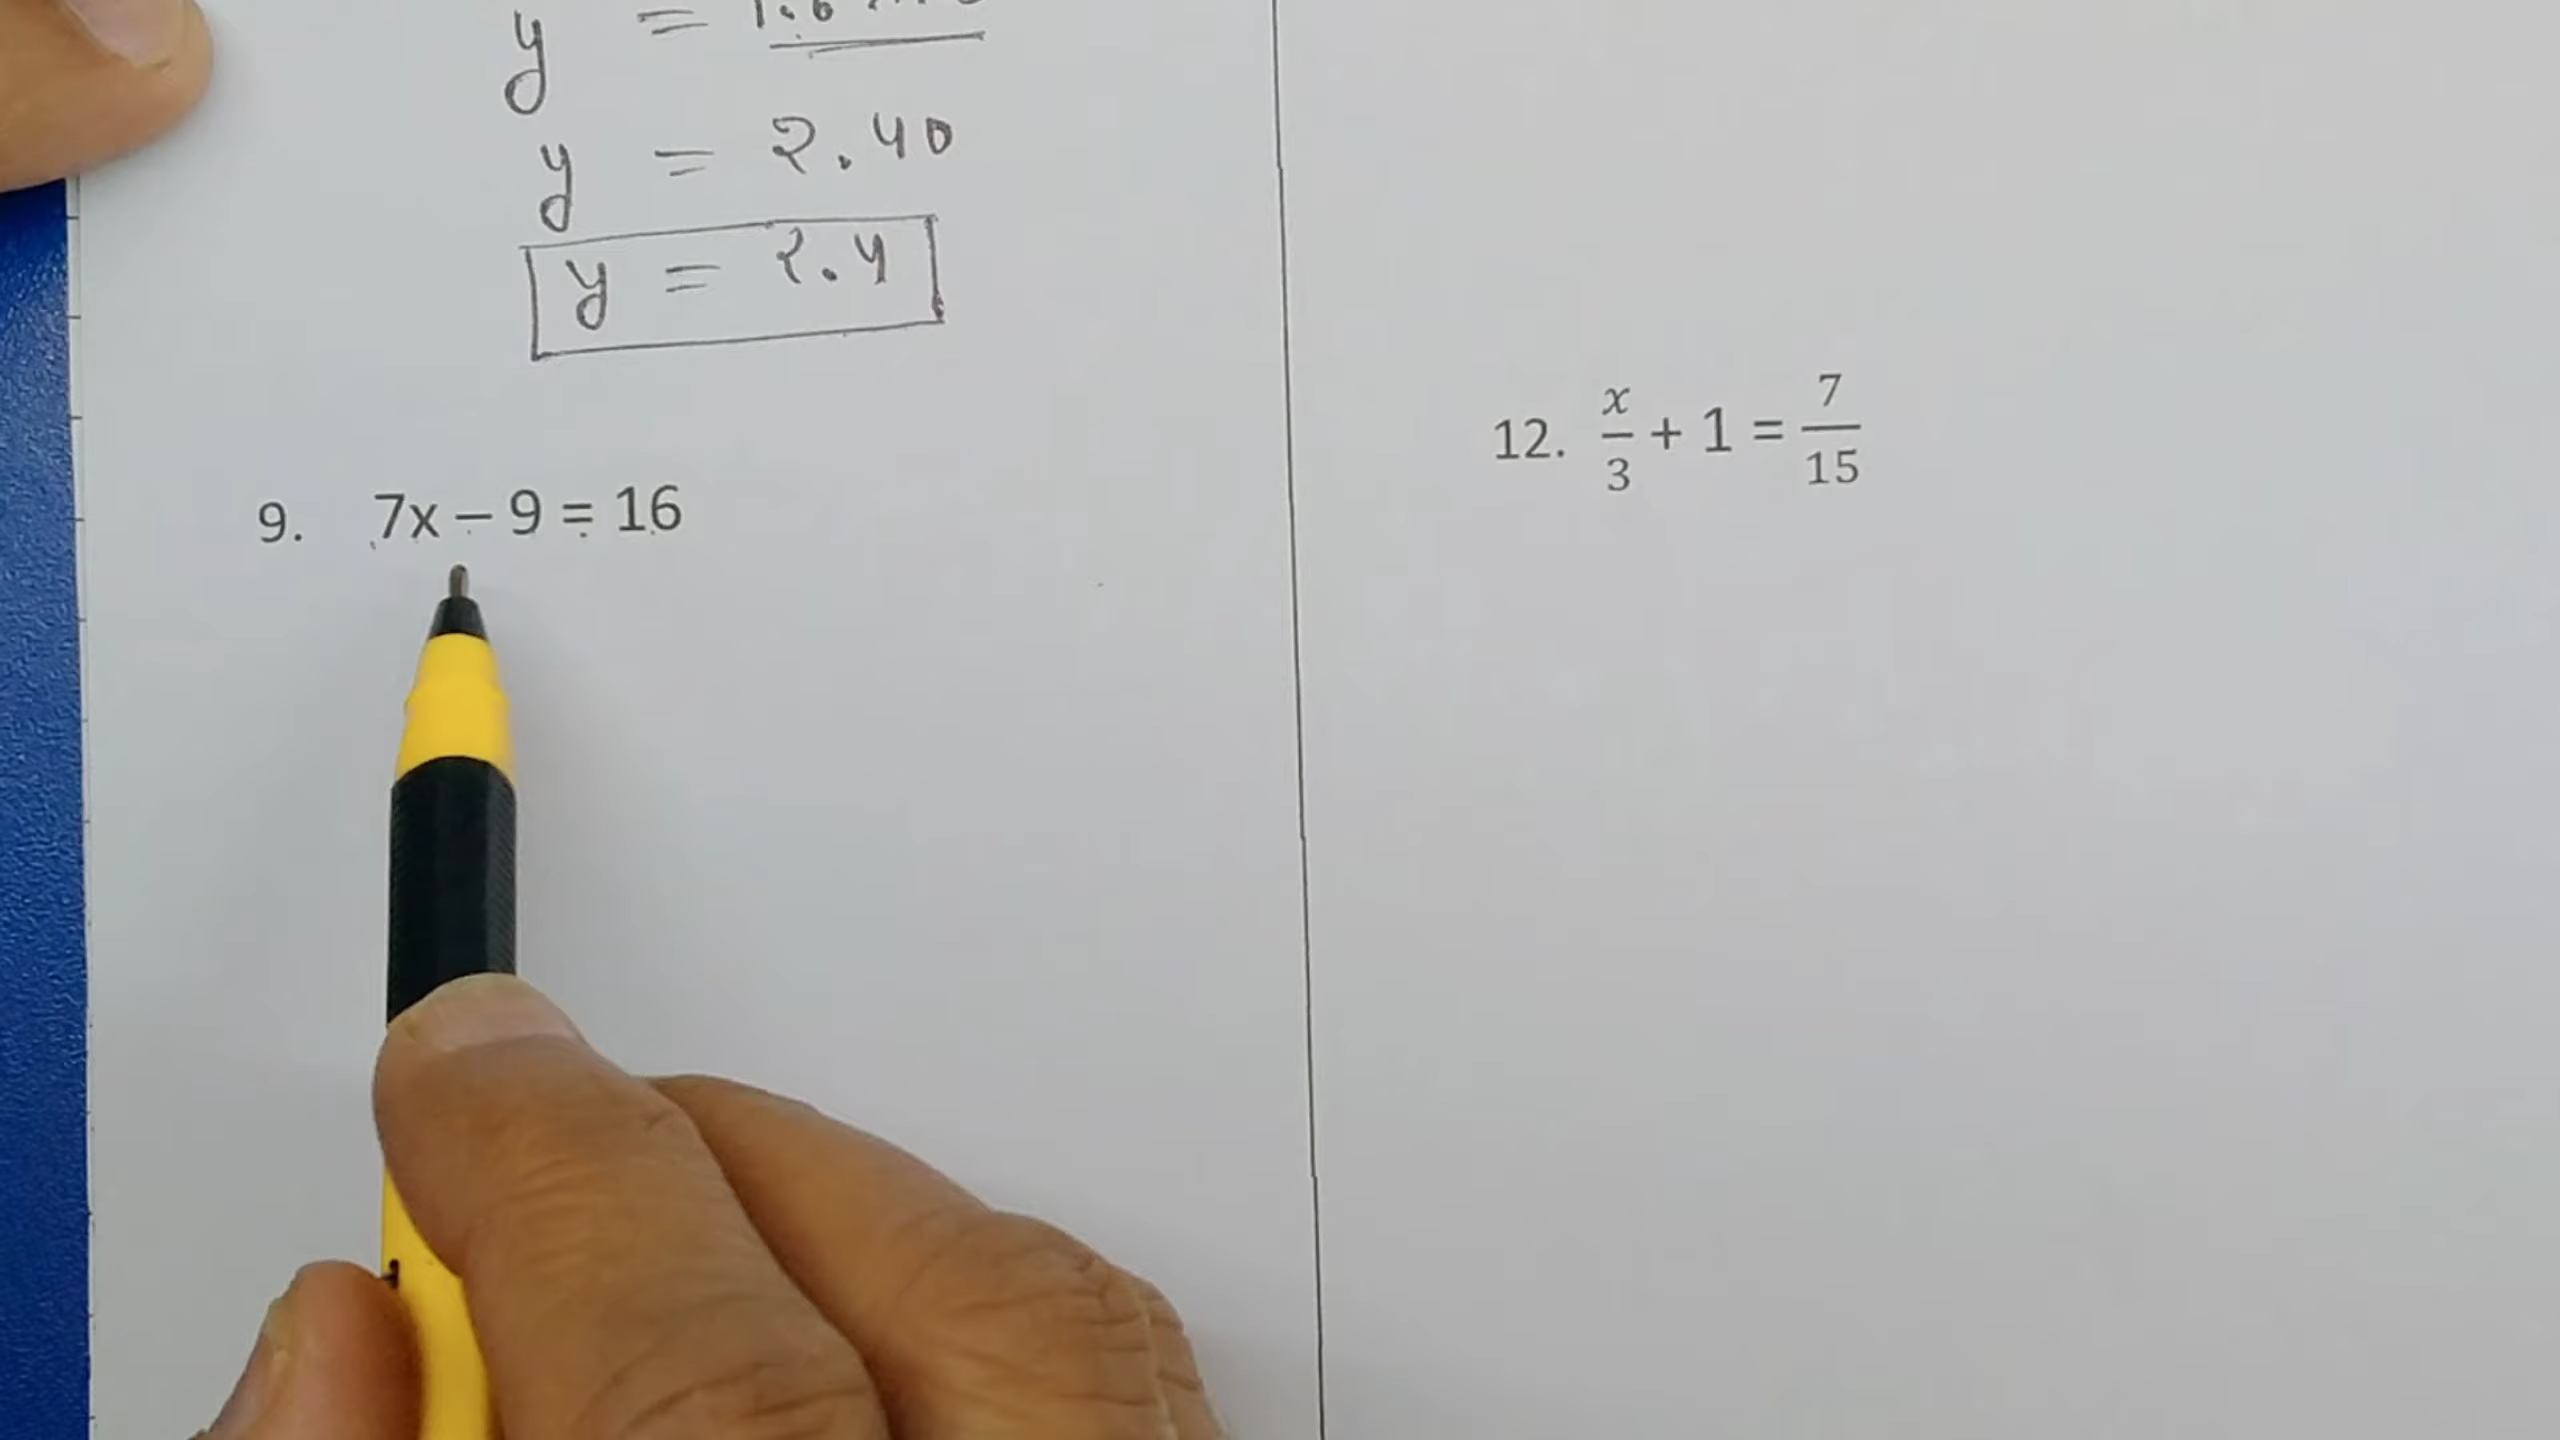 y =
y = 2.40
y = 2.4
9. 7x – 9 = 16
12. x/3 + 1 = 7/15